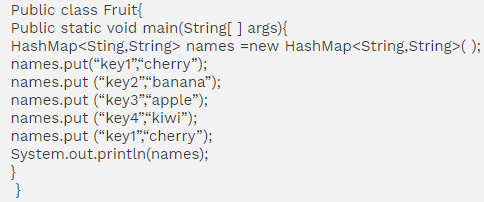 Public class Fruit{
Public static void main(String[ ] args){
HashMap<Sting,String> names =new HashMap<String,String>( );
names.put(“key1”,“cherry”);
names.put (“key2”,“banana”);
names.put (“key3”,“apple”);
names.put (“key4”,“kiwi”);
names.put (“key1”,“cherry”);
System.out.println(names);
}
}